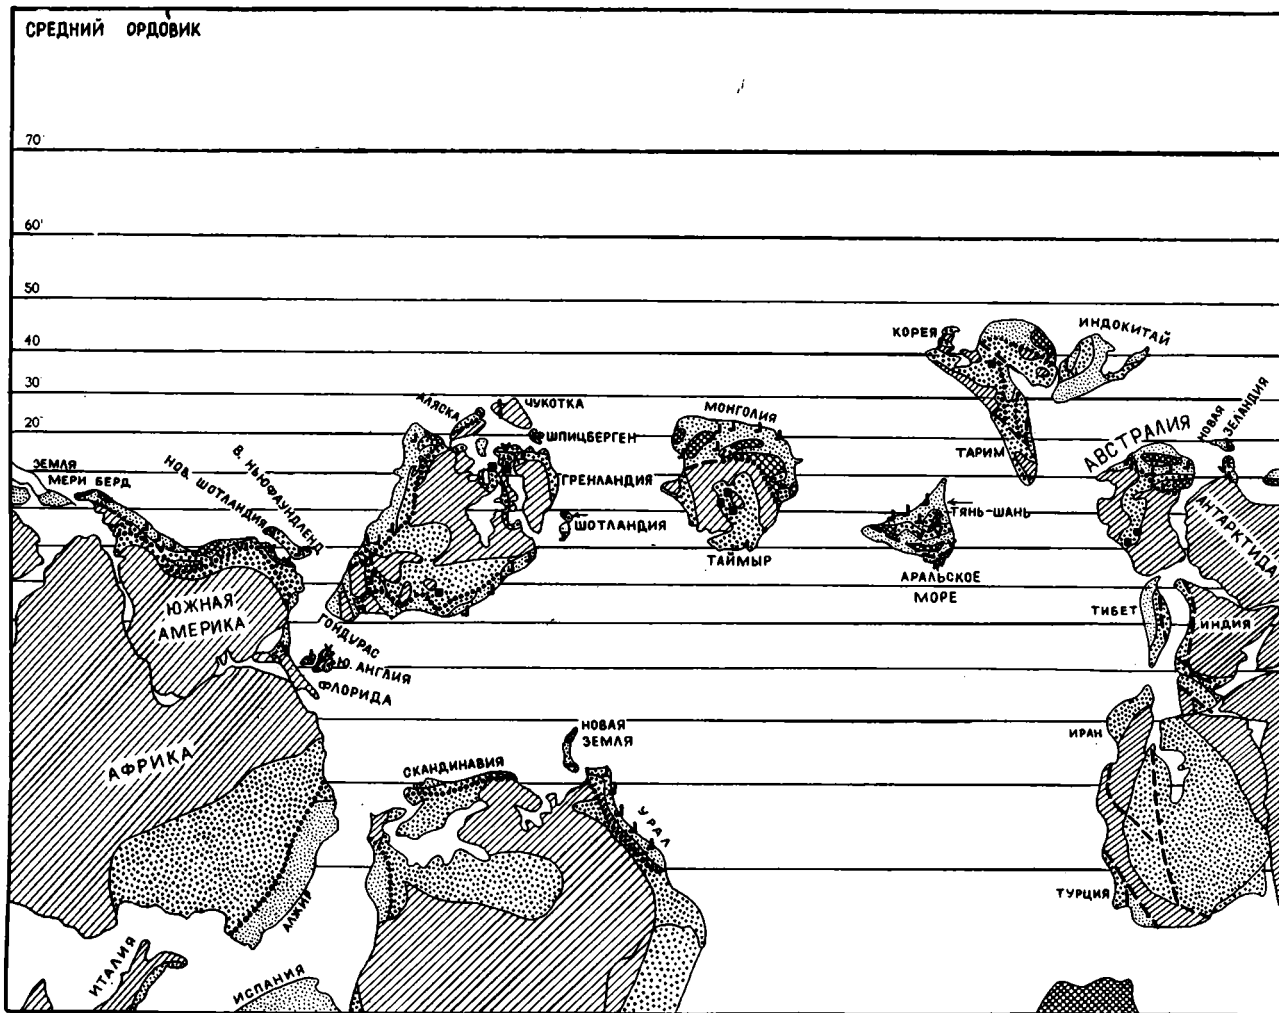 СРЕДНИЙ ОРДОВИК
70
60
50
40
30
20
КОРЕЯ
ИНДОКИТАЙ
АЛЯСКА
ЧУКОТКА
ШПИЦБЕРГЕН
МОНГОЛИЯ
ТАРИМ
АВСТРАЛИЯ
НОВАЯ
ЗЕЛАНДИЯ
ЗЕМЛЯ
МЕРИ БЕРД
НОВ. ШОТЛАНДИЯ
В. НЬЮФАУНДЛЕНД
ГРЕНЛАНДИЯ
ШОТЛАНДИЯ
ТАЙМЫР
ТЯНЬ-ШАНЬ
АРАЛЬСКОЕ
МОРЕ
АНТАРКТИДА
ТИБЕТ
ИНДИЯ
ЮЖНАЯ
АМЕРИКА
ГОНДУРАС
Ю. АНГЛИЯ
ФЛОРИДА
АФРИКА
НОВАЯ
ЗЕМЛЯ
ИРАН
СКАНДИНАВИЯ
УРАЛ
ТУРЦИЯ
АЛЖИР
ИТАЛИЯ
ИСПАНИЯ